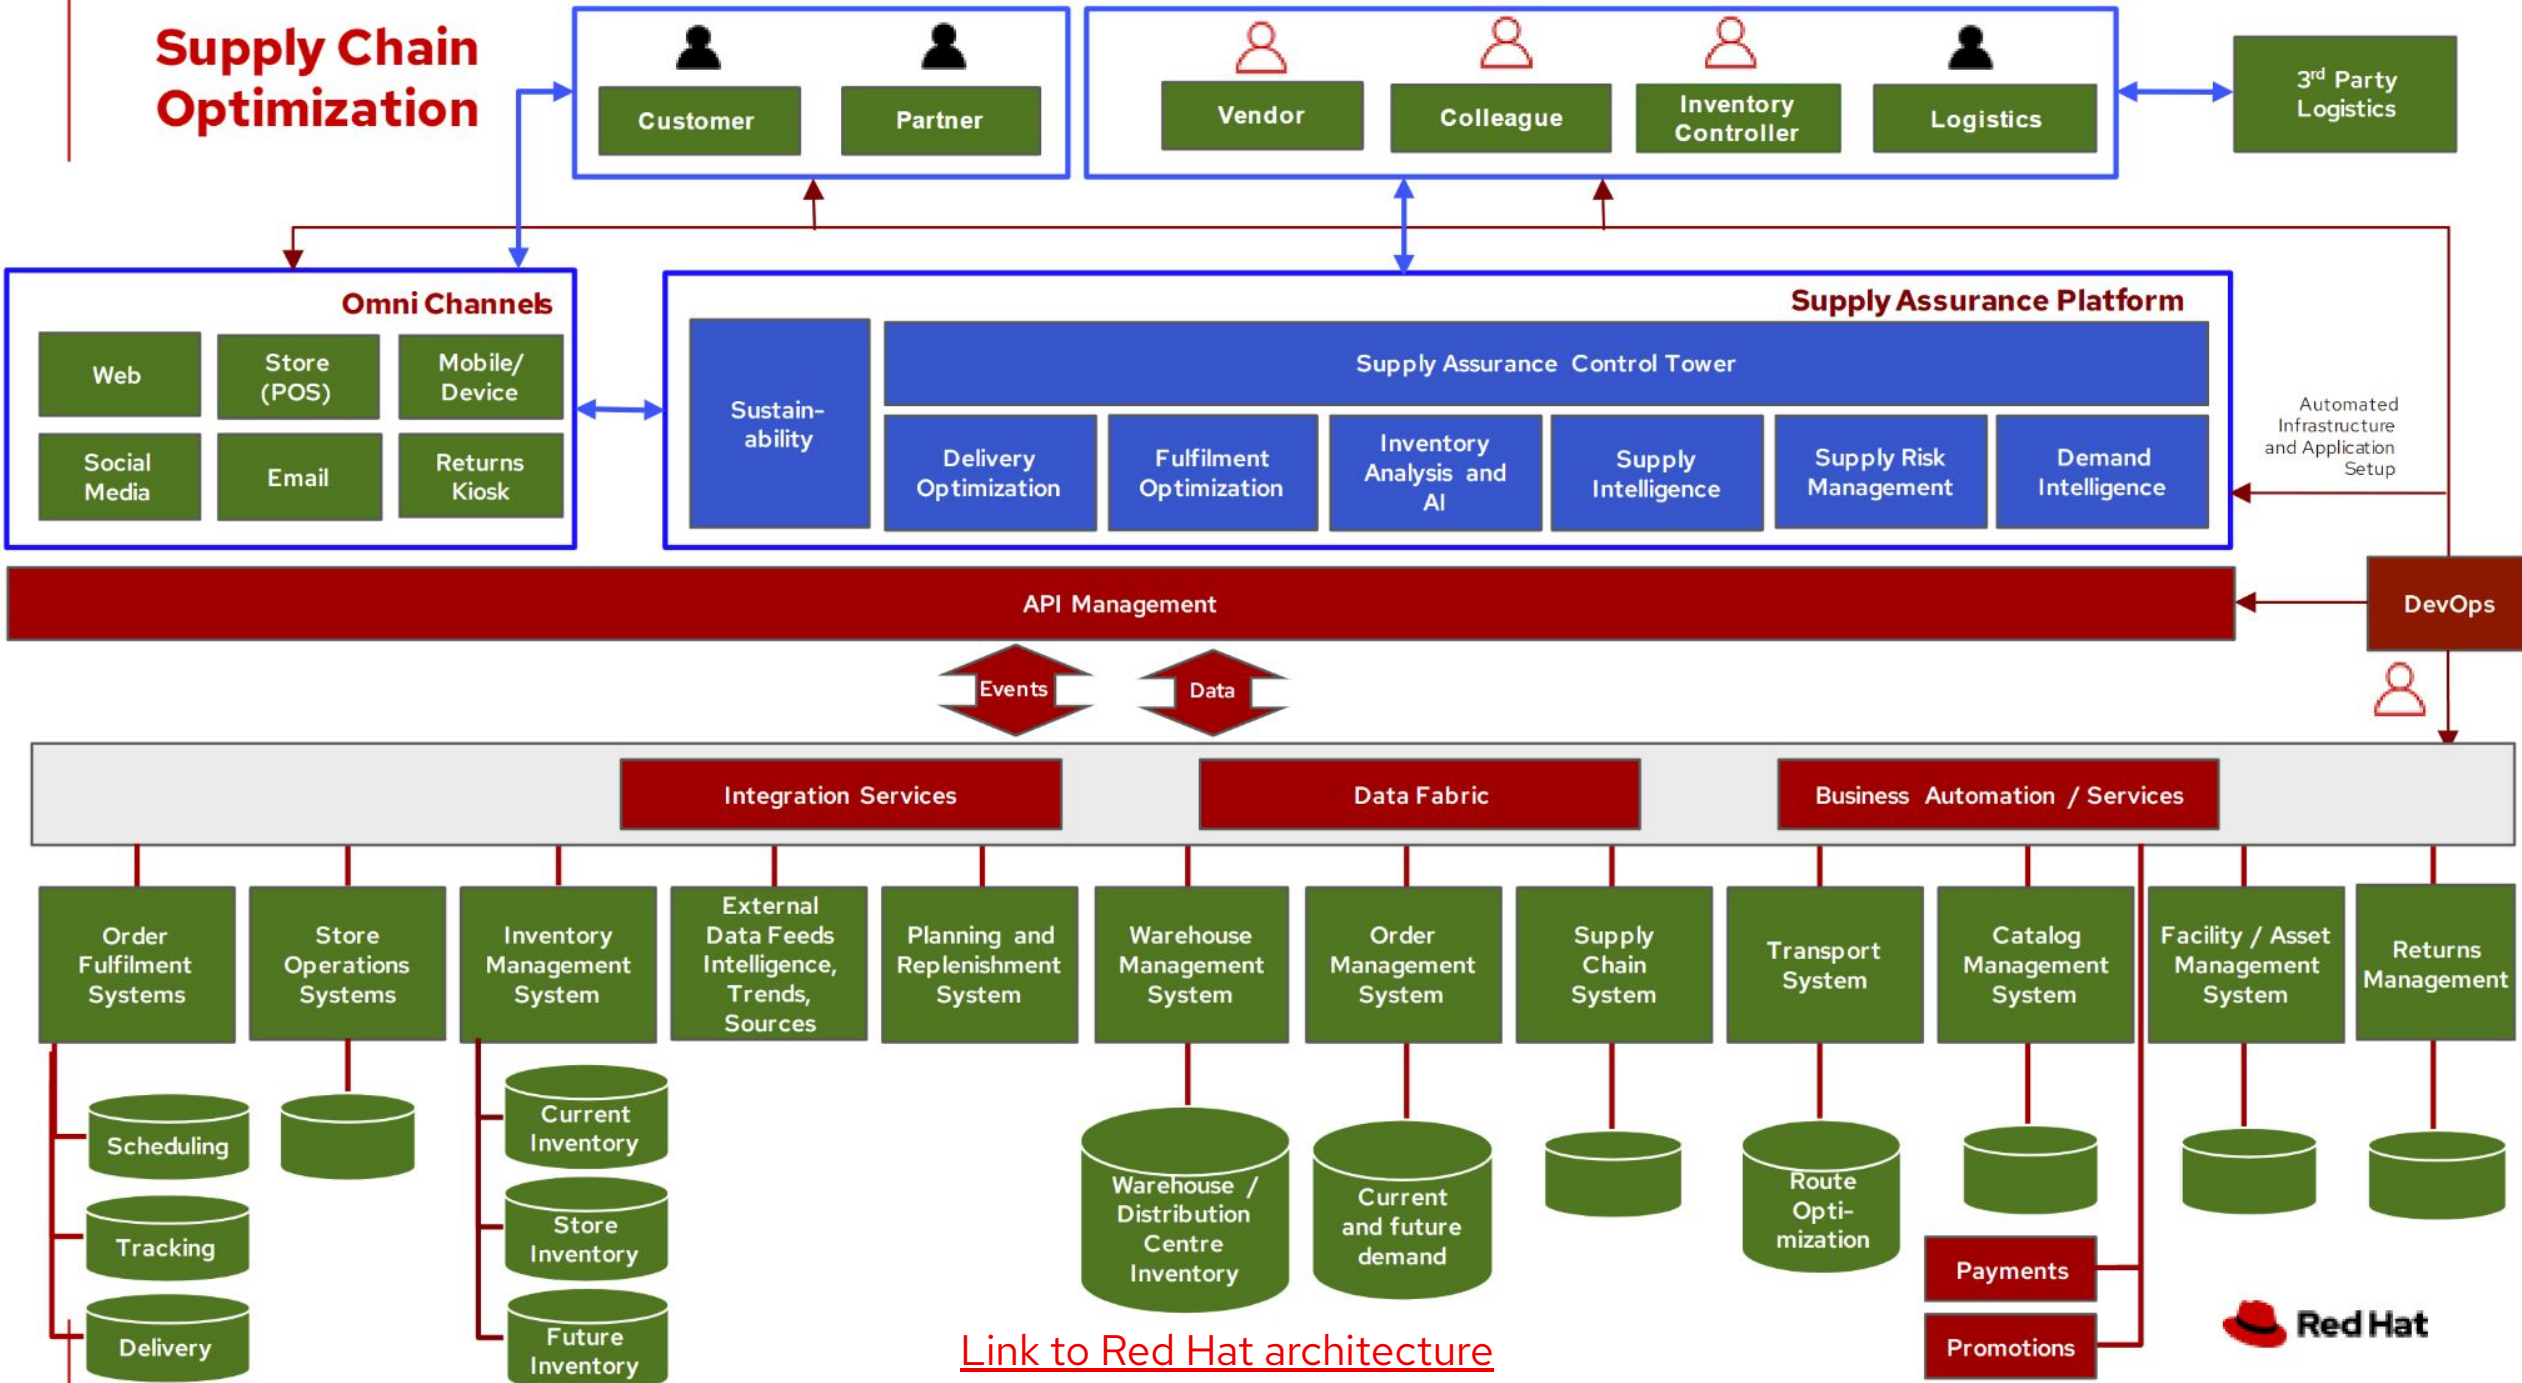 Supply Chain
Optimization
Customer
Partner
Vendor
Colleague
Inventory
Controller
Logistics
3rd Party
Logistics
Omni Channels
Web
Store
(POS)
Mobile/
Device
Social
Media
Email
Returns
Kiosk
Supply Assurance Platform
Sustain-
ability
Supply Assurance Control Tower
Delivery
Optimization
Fulfilment
Optimization
Inventory
Analysis and
AI
Supply
Intelligence
Supply Risk
Management
Demand
Intelligence
Automated
Infrastructure
and Application
Setup
API Management
DevOps
Events
Data
Integration Services
Data Fabric
Business Automation / Services
Order
Fulfilment
Systems
Store
Operations
Systems
Inventory
Management
System
External
Data Feeds
Intelligence,
Trends,
Sources
Planning and
Replenishment
System
Warehouse
Management
System
Order
Management
System
Supply
Chain
System
Transport
System
Catalog
Management
System
Facility / Asset
Management
System
Returns
Management
Scheduling
Tracking
Delivery
Current
Inventory
Store
Inventory
Future
Inventory
Warehouse /
Distribution
Centre
Inventory
Current
and future
demand
Route
Opti-
mization
Payments
Promotions
Link to Red Hat architecture
Red Hat